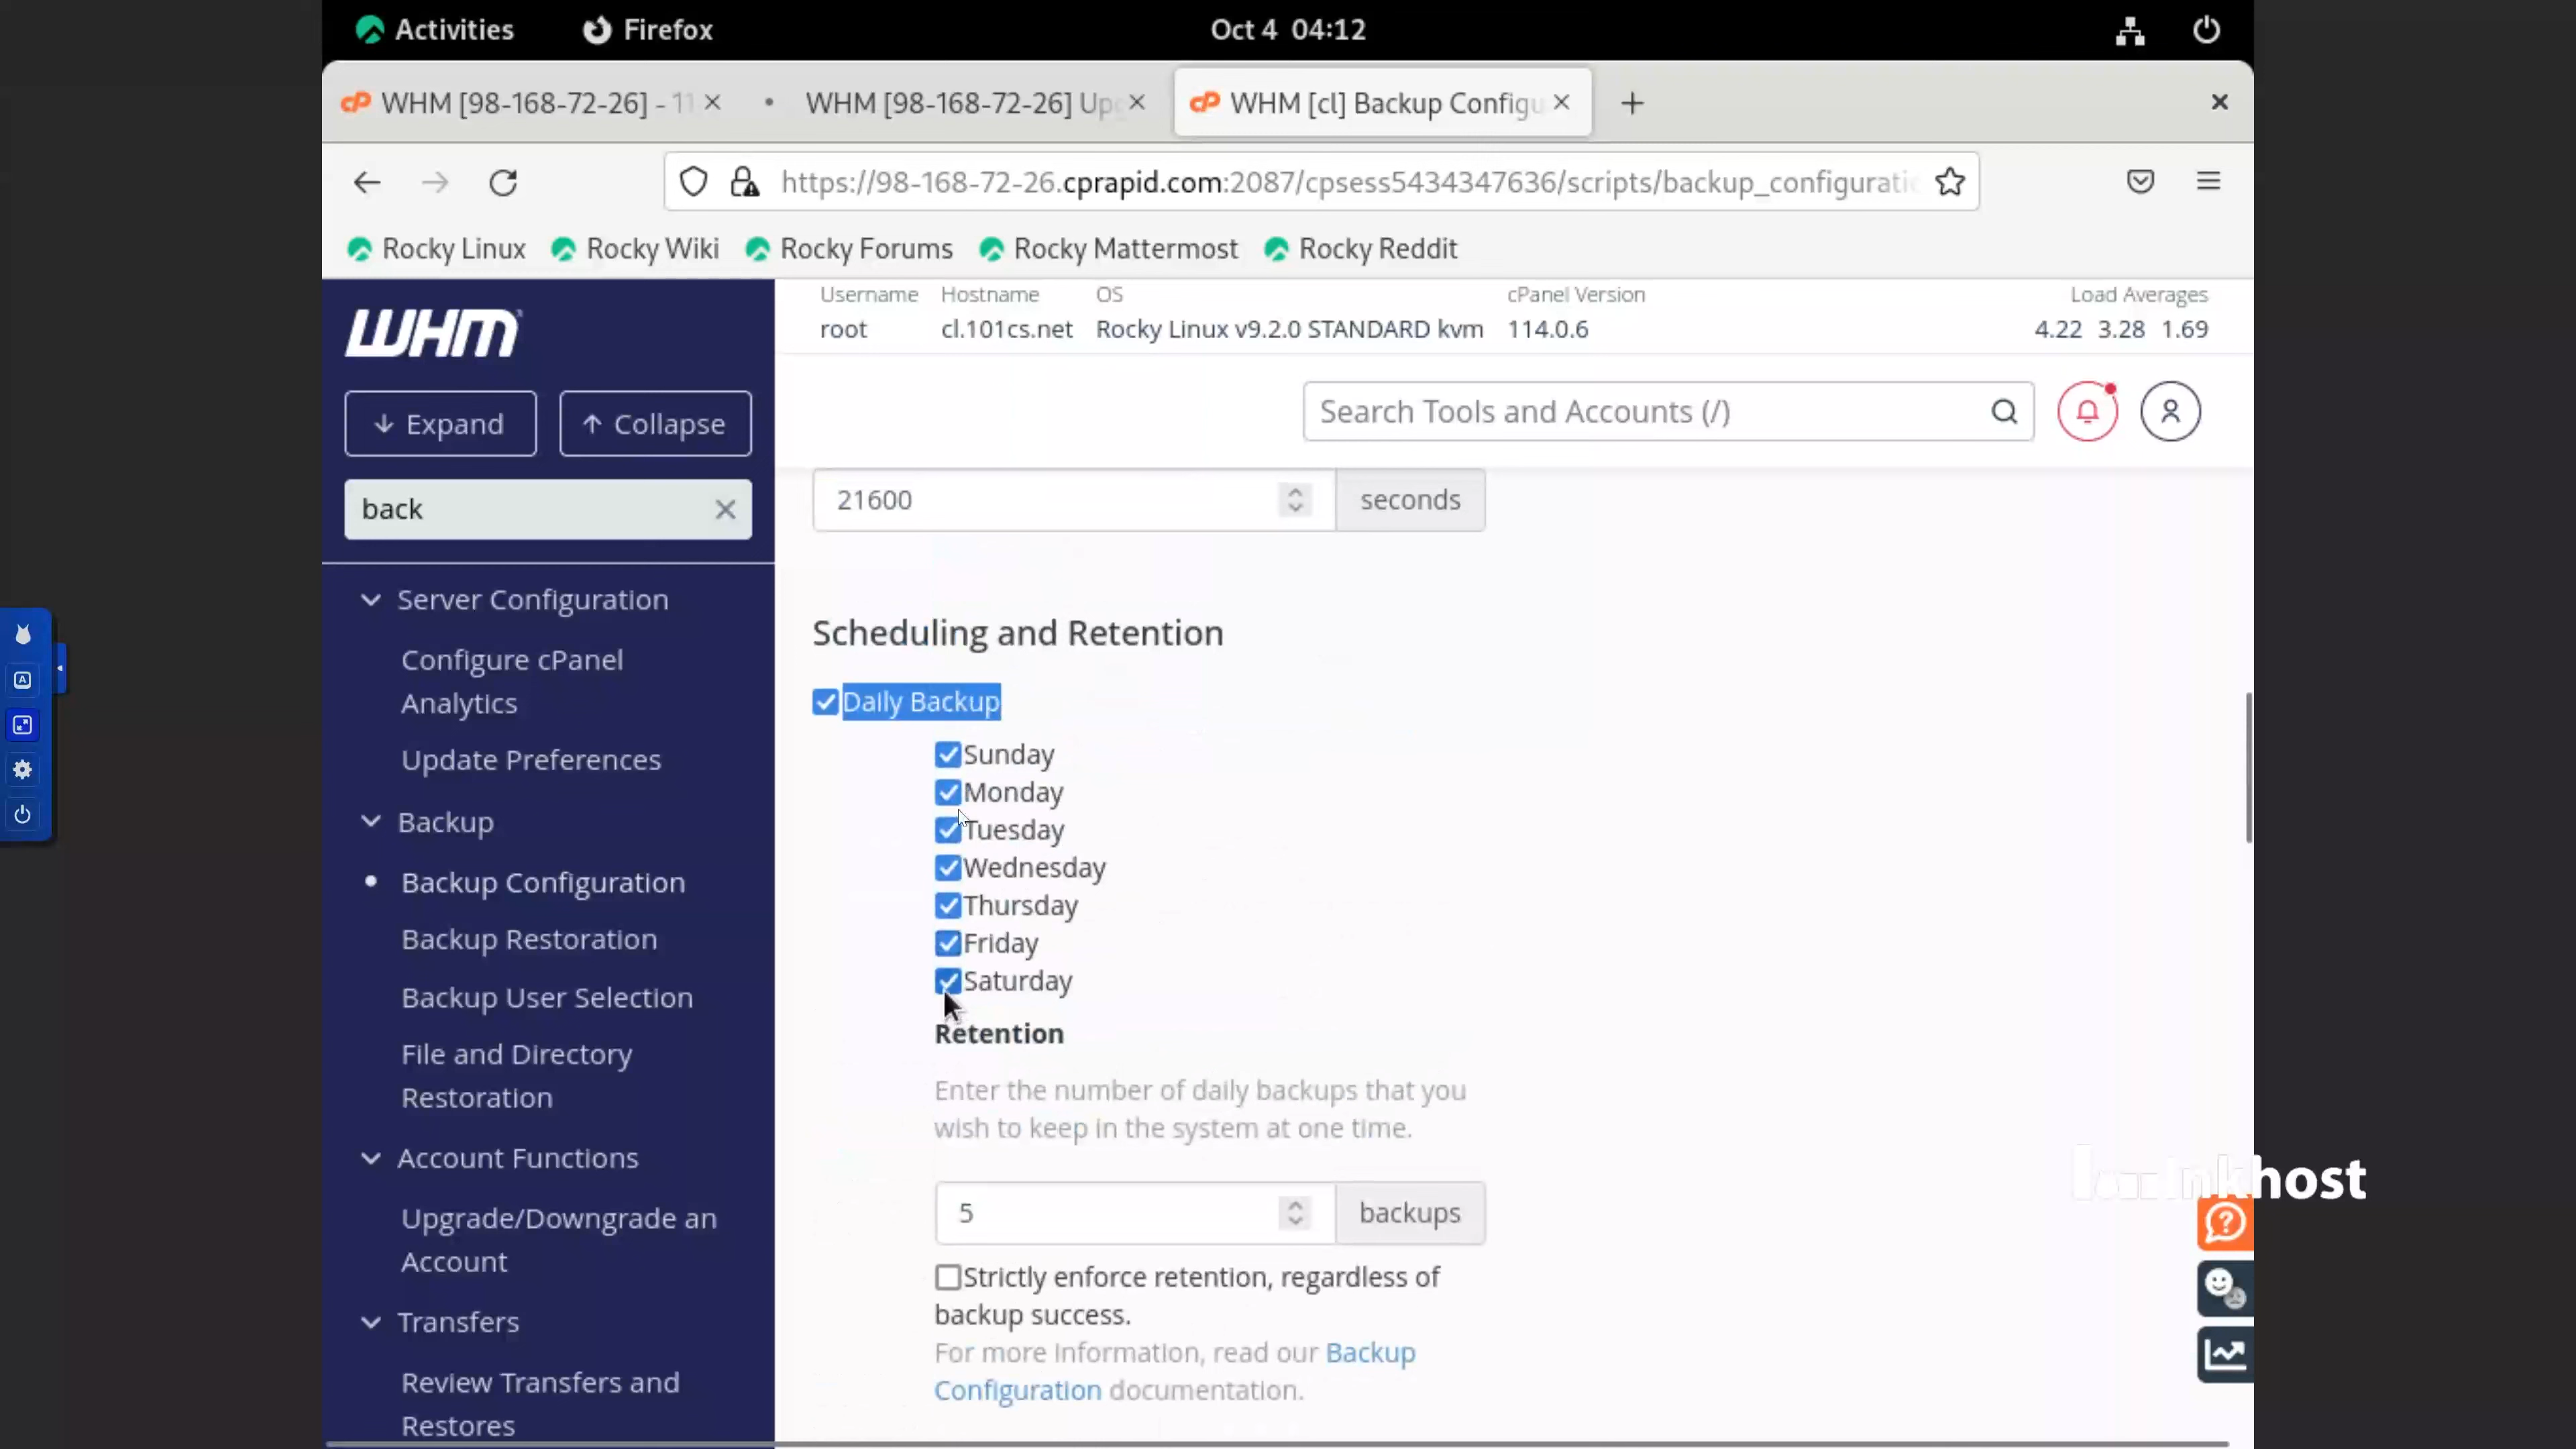 Activities
Firefox
Oct 4 04:12
WHM [98-168-72-26] - 11
WHM [98-168-72-26] Upg
WHM [cl] Backup Configu
https://98-168-72-26.cprapid.com:2087/cpsess5434347636/scripts/backup_configuratio
Rocky Linux
Rocky Wiki
Rocky Forums
Rocky Mattermost
Rocky Reddit
WHM
Expand
Collapse
back
Server Configuration
Configure cPanel
Analytics
Update Preferences
Backup
Backup Configuration
Backup Restoration
Backup User Selection
File and Directory
Restoration
Account Functions
Upgrade/Downgrade an
Account
Transfers
Review Transfers and
Restores
Username Hostname OS cPanel Version Load Averages
root cl.101cs.net Rocky Linux v9.2.0 STANDARD kvm 114.0.6 4.22 3.28 1.69
Search Tools and Accounts (/)
21600 seconds
Scheduling and Retention
Daily Backup
Sunday
Monday
Tuesday
Wednesday
Thursday
Friday
Saturday
Retention
Enter the number of daily backups that you
wish to keep in the system at one time.
5 backups
Strictly enforce retention, regardless of
backup success.
For more information, read our Backup
Configuration documentation.